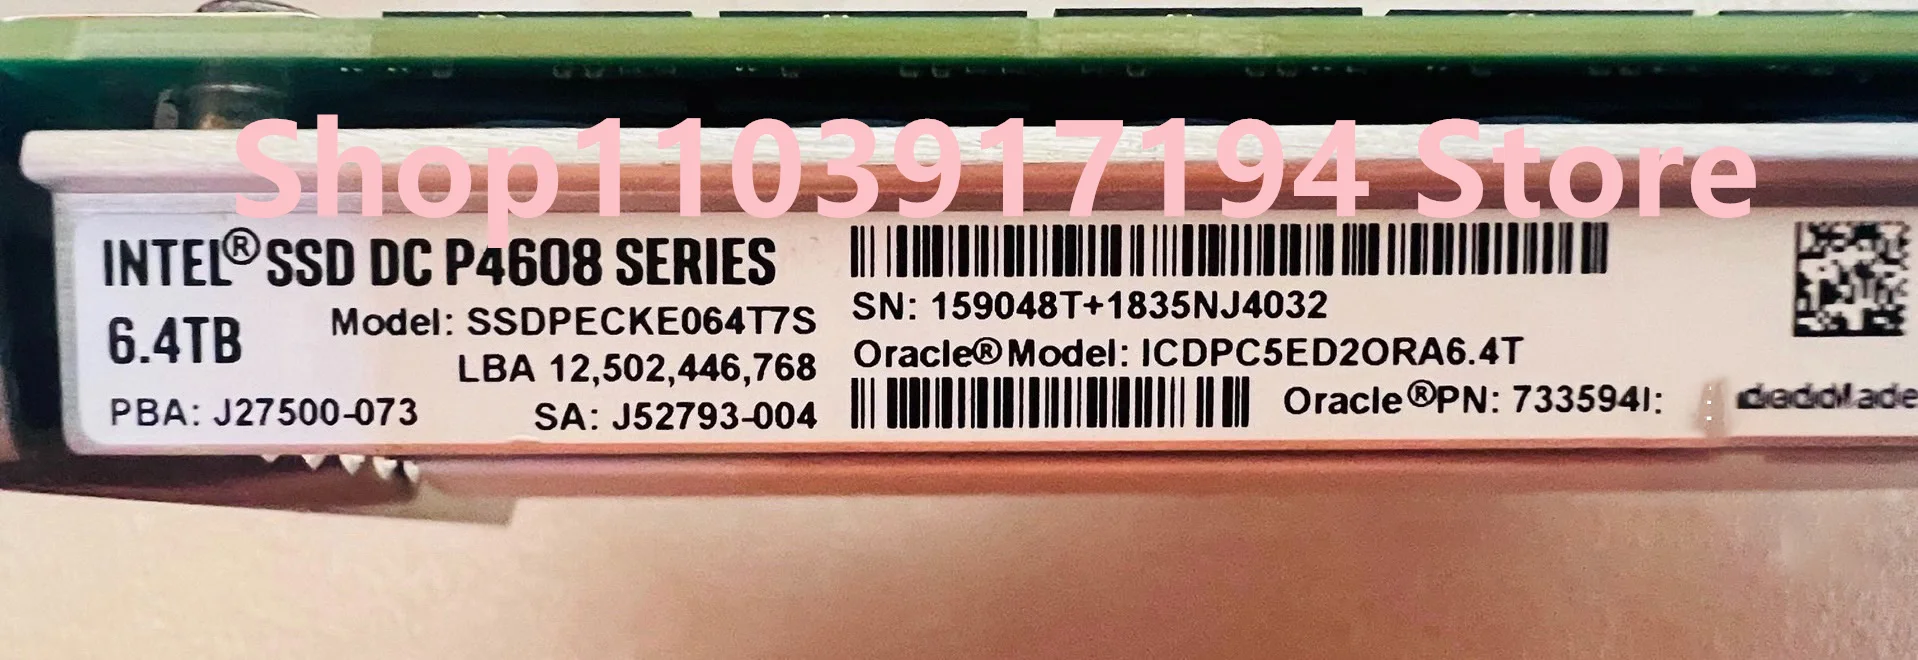 Shop1103917194 Store
INTEL® SSD DC P4608 SERIES
6.4TB
Model: SSDPECKE064T7S
LBA 12,502,446,768
PBA: J27500-073
SA: J52793-004
SN: 159048T+1835NJ4032
Oracle® Model: ICDPC5ED2ORA6.4T
Oracle® PN: